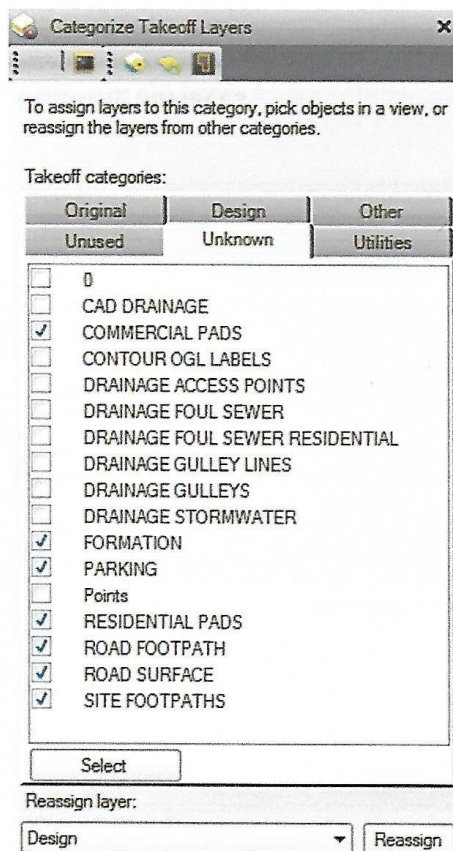 Categorize Takeoff Layers
To assign layers to this category, pick objects in a view, or
reassign the layers from other categories.
Takeoff categories:
Original Design Other
Unused Unknown Utilities
0
CAD DRAINAGE
COMMERCIAL PADS
CONTOUR OGL LABELS
DRAINAGE ACCESS POINTS
DRAINAGE FOUL SEWER
DRAINAGE FOUL SEWER RESIDENTIAL
DRAINAGE GULLEY LINES
DRAINAGE GULLEYS
DRAINAGE STORMWATER
FORMATION
PARKING
Points
RESIDENTIAL PADS
ROAD FOOTPATH
ROAD SURFACE
SITE FOOTPATHS
Select
Reassign layer:
Design Reassign